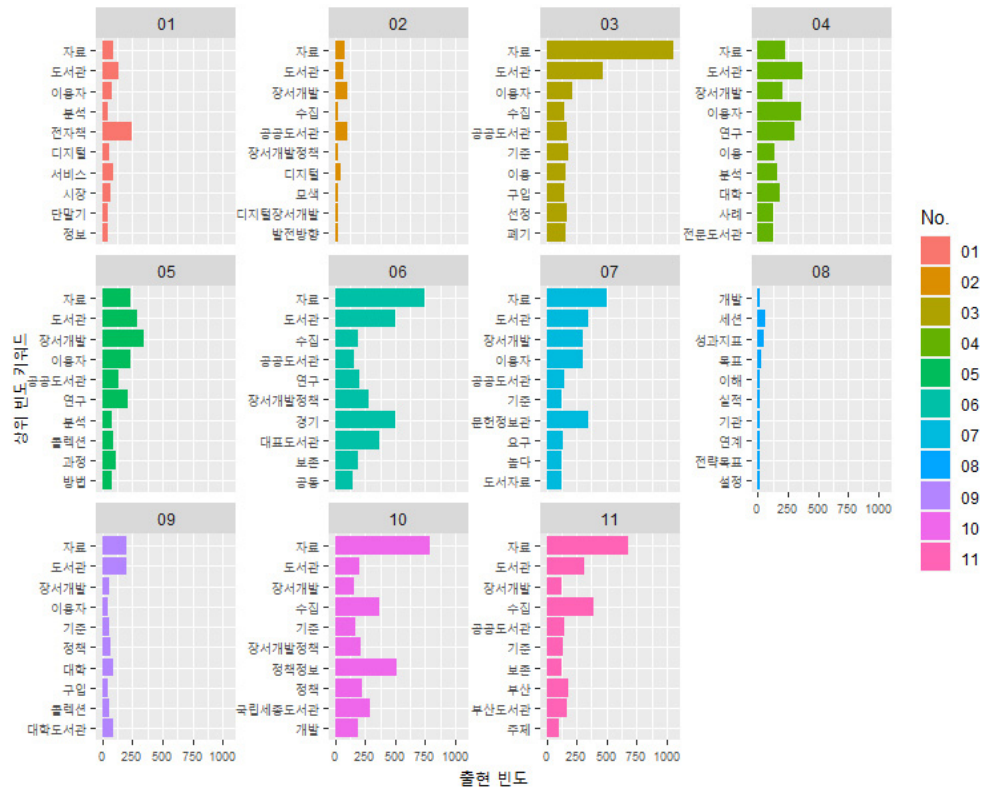 01
자료
도서관
이용자
분석
전자책
디지털
서비스
시장
단말기
정보
02
자료
도서관
장서개발
수집
공공도서관
장서개발정책
디지털
모색
디지털장서개발
발전방향
03
자료
도서관
이용자
수집
공공도서관
기준
이용
구입
선정
폐기
04
자료
도서관
장서개발
이용자
연구
이용
분석
대학
사례
전문도서관
05
자료
도서관
장서개발
이용자
공공도서관
연구
분석
콜렉션
과정
방법
06
자료
도서관
수집
공공도서관
연구
장서개발정책
경기
대표도서관
보존
공동
07
자료
도서관
장서개발
이용자
공공도서관
기준
문헌정보관
요구
높다
도서자료
08
개발
세션
성과지표
목표
이해
실적
기관
연계
전략목표
설정
0 250 500 750 1000
09
자료
도서관
장서개발
이용자
기준
정책
대학
구입
콜렉션
대학도서관
0 250 500 750 1000
10
자료
도서관
장서개발
수집
기준
장서개발정책
정책정보
정책
국립세종도서관
개발
0 250 500 750 1000
11
자료
도서관
장서개발
수집
공공도서관
기준
보존
부산
부산도서관
주제
0 250 500 750 1000
상위 빈도 키워드
출현 빈도
No.
01
02
03
04
05
06
07
08
09
10
11